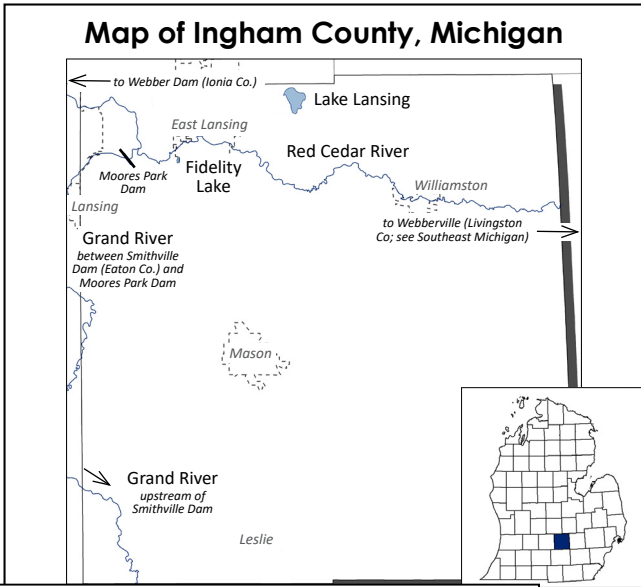 Map of Ingham County, Michigan
to Webber Dam (Ionia Co.)
Lake Lansing
East Lansing
Red Cedar River
Moores Park
Dam
Fidelity
Lake
Williamston
Lansing
to Webberville (Livingston
Co; see Southeast Michigan)
Grand River
between Smithville
Dam (Eaton Co.) and
Moores Park Dam
Mason
Grand River
upstream of
Smithville Dam
Leslie